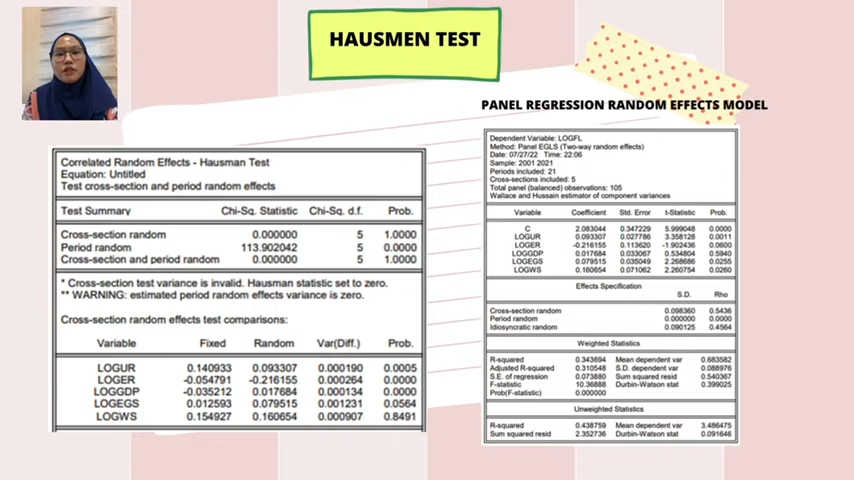 HAUSMEN TEST
PANEL REGRESSION RANDOM EFFECTS MODEL
Correlated Random Effects - Hausman Test
Equation: Untitled
Test cross-section and period random effects
Test Summary Chi-Sq. Statistic Chi-Sq. d.f. Prob.
Cross-section random 0.000000 5 1.0000
Period random 113.902042 5 0.0000
Cross-section and period random 0.000000 5 1.0000
* Cross-section test variance is invalid. Hausman statistic set to zero.
** WARNING: estimated period random effects variance is zero.
Cross-section random effects test comparisons:
Variable Fixed Random Var(Diff.) Prob.
LOGUR 0.140933 0.093307 0.000190 0.0005
LOGER -0.054791 -0.216155 0.000264 0.0000
LOGGDP -0.035212 0.017684 0.000134 0.0000
LOGEGS 0.012593 0.079515 0.001231 0.0564
LOGWS 0.154927 0.160654 0.000907 0.8491
Dependent Variable: LOGFL
Method: Panel EGLS (Two-way random effects)
Date: 07/27/22 Time: 22:06
Sample: 2001 2021
Periods included: 21
Cross-sections included: 5
Total panel (balanced) observations: 105
Wallace and Hussain estimator of component variances
Variable Coefficient Std. Error t-Statistic Prob.
C 2.083044 0.347229 5.999048 0.0000
LOGUR 0.093307 0.027786 3.358128 0.0011
LOGER -0.216155 0.113620 -1.902436 0.0600
LOGGDP 0.017684 0.033067 0.534804 0.5940
LOGEGS 0.079515 0.035049 2.268686 0.0255
LOGWS 0.160654 0.071062 2.260754 0.0260
Effects Specification
S.D. Rho
Cross-section random 0.098360 0.5436
Period random 0.000000 0.0000
Idiosyncratic random 0.090125 0.4564
Weighted Statistics
R-squared 0.343694 Mean dependent var 0.683582
Adjusted R-squared 0.310548 S.D. dependent var 0.088976
S.E. of regression 0.073880 Sum squared resid 0.540367
F-statistic 10.36888 Durbin-Watson stat 0.399025
Prob(F-statistic) 0.000000
Unweighted Statistics
R-squared 0.438759 Mean dependent var 3.486475
Sum squared resid 2.352736 Durbin-Watson stat 0.091646